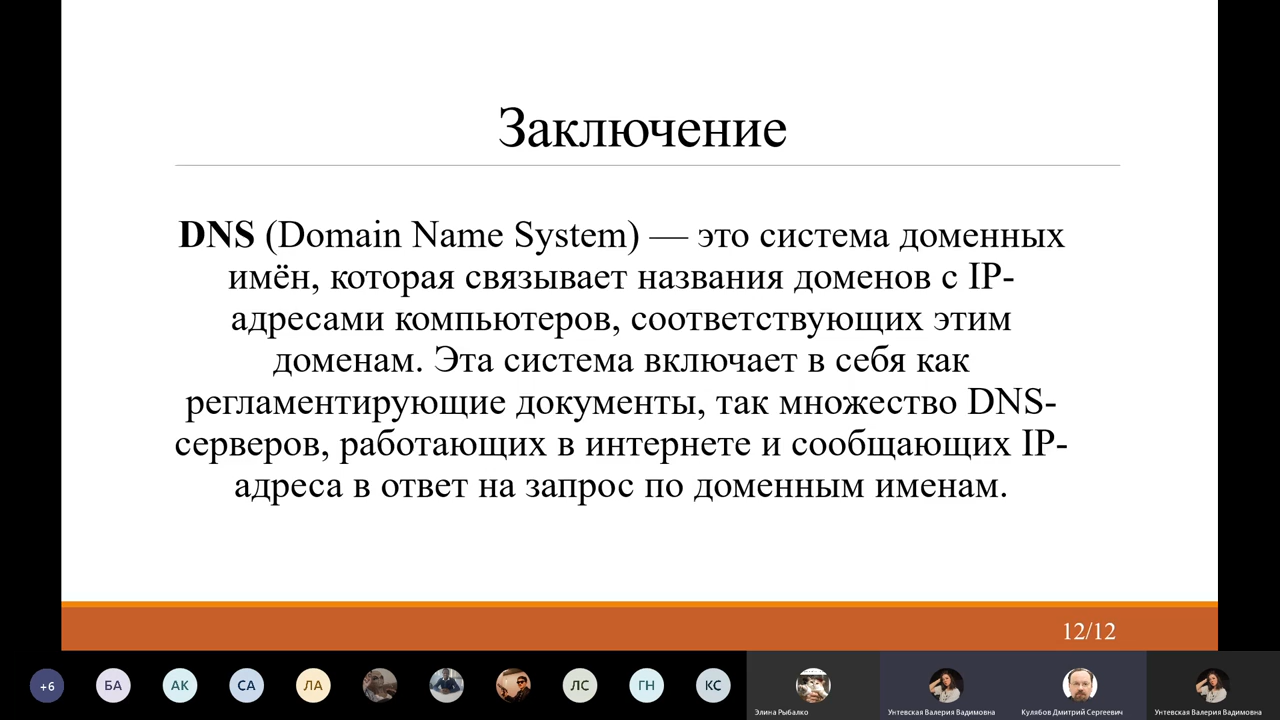 Заключение
DNS (Domain Name System) — это система доменных
имён, которая связывает названия доменов с IP-
адресами компьютеров, соответствующих этим
доменам. Эта система включает в себя как
регламентирующие документы, так множество DNS-
серверов, работающих в интернете и сообщающих IP-
адреса в ответ на запрос по доменным именам.
12/12
+6 БА АК СА ЛА ЛС ГН КС
Элина Рыбалко Унтевская Валерия Вадимовна Кулябов Дмитрий Сергеевич Унтевская Валерия Вадимовна